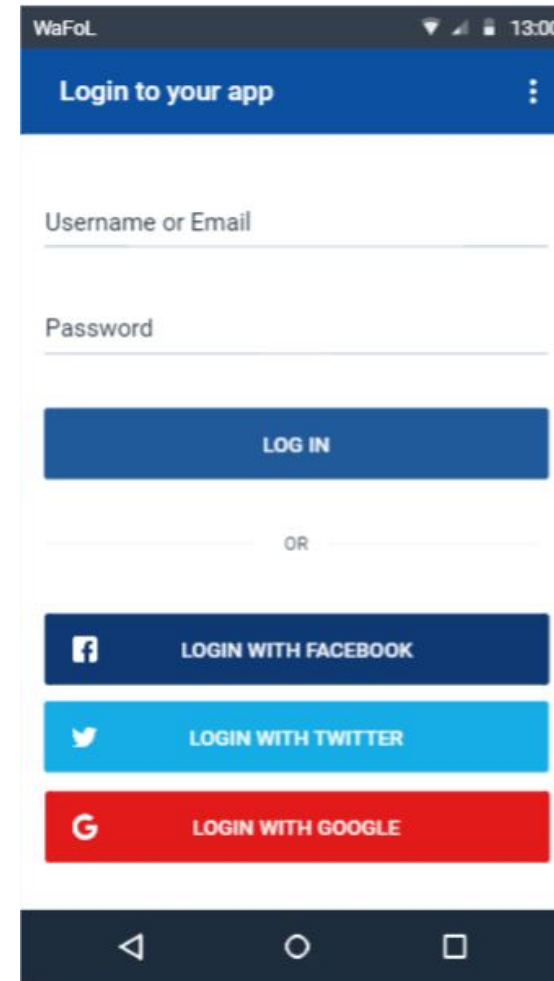 WaFoL 13:00
Login to your app
Username or Email
Password
LOG IN
OR
LOGIN WITH FACEBOOK
LOGIN WITH TWITTER
LOGIN WITH GOOGLE